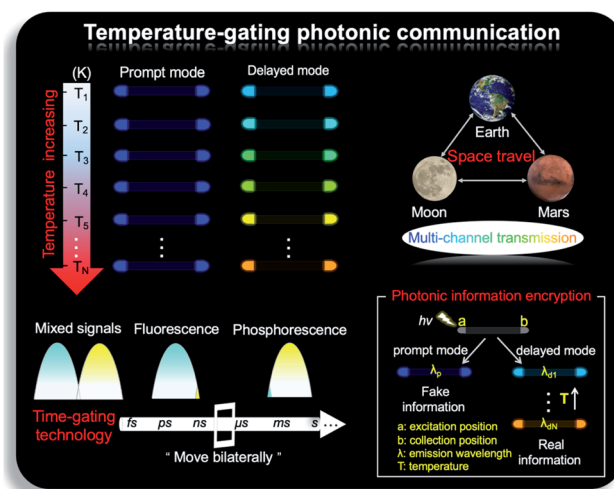 Temperature-gating photonic communication
(K)
Prompt mode
Delayed mode
Temperature increasing
T1
T2
T3
T4
T5
TN
Earth
Space travel
Moon
Mars
Multi-channel transmission
Mixed signals
Fluorescence
Phosphorescence
Time-gating
technology
fs ps ns μs ms s ...
“ Move bilaterally ”
Photonic information encryption
hv
a
b
prompt mode
delayed mode
λp
λd1
Fake
information
T
λdN
Real
information
a: excitation position
b: collection position
λ: emission wavelength
T: temperature